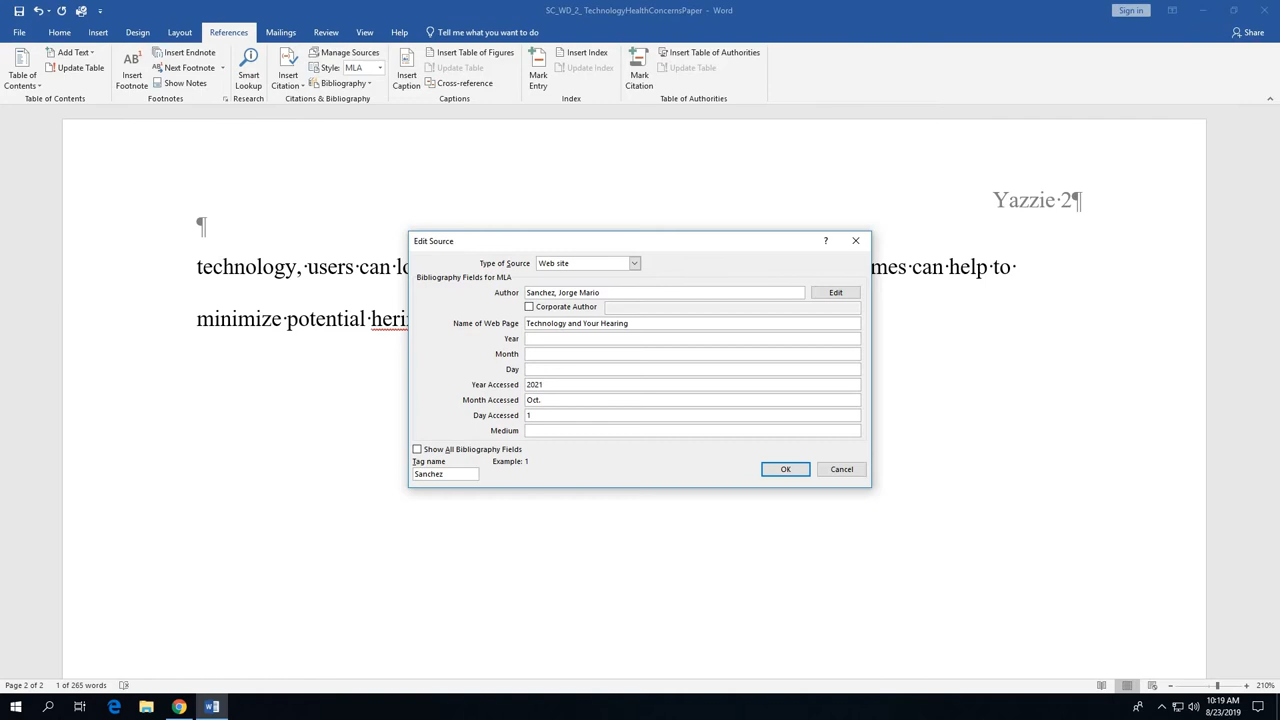 SC_WD_2_ TechnologyHealthConcernsPaper - Word
Sign in
File Home Insert Design Layout References Mailings Review View Help Tell me what you want to do Share
Table of Contents
Add Text
Update Table
Table of Contents
AB1
Insert Footnote
Insert Endnote
Next Footnote
Show Notes
Footnotes
Smart Lookup
Research
Insert Citation
Manage Sources
Style: MLA
Bibliography
Citations & Bibliography
Insert Caption
Insert Table of Figures
Update Table
Cross-reference
Captions
Mark Entry
Insert Index
Update Index
Index
Mark Citation
Insert Table of Authorities
Update Table
Table of Authorities
Yazzie·2¶
¶
technology,·users·can·lo
mes·can·help·to·
minimize·potential·heri
Edit Source
?
Type of Source Web site
Bibliography Fields for MLA
Author Sanchez, Jorge Mario Edit
Corporate Author
Name of Web Page Technology and Your Hearing
Year
Month
Day
Year Accessed 2021
Month Accessed Oct.
Day Accessed 1
Medium
Show All Bibliography Fields
Tag name Example: 1
Sanchez
OK Cancel
Page 2 of 2 1 of 265 words 210%
10:19 AM
8/23/2019